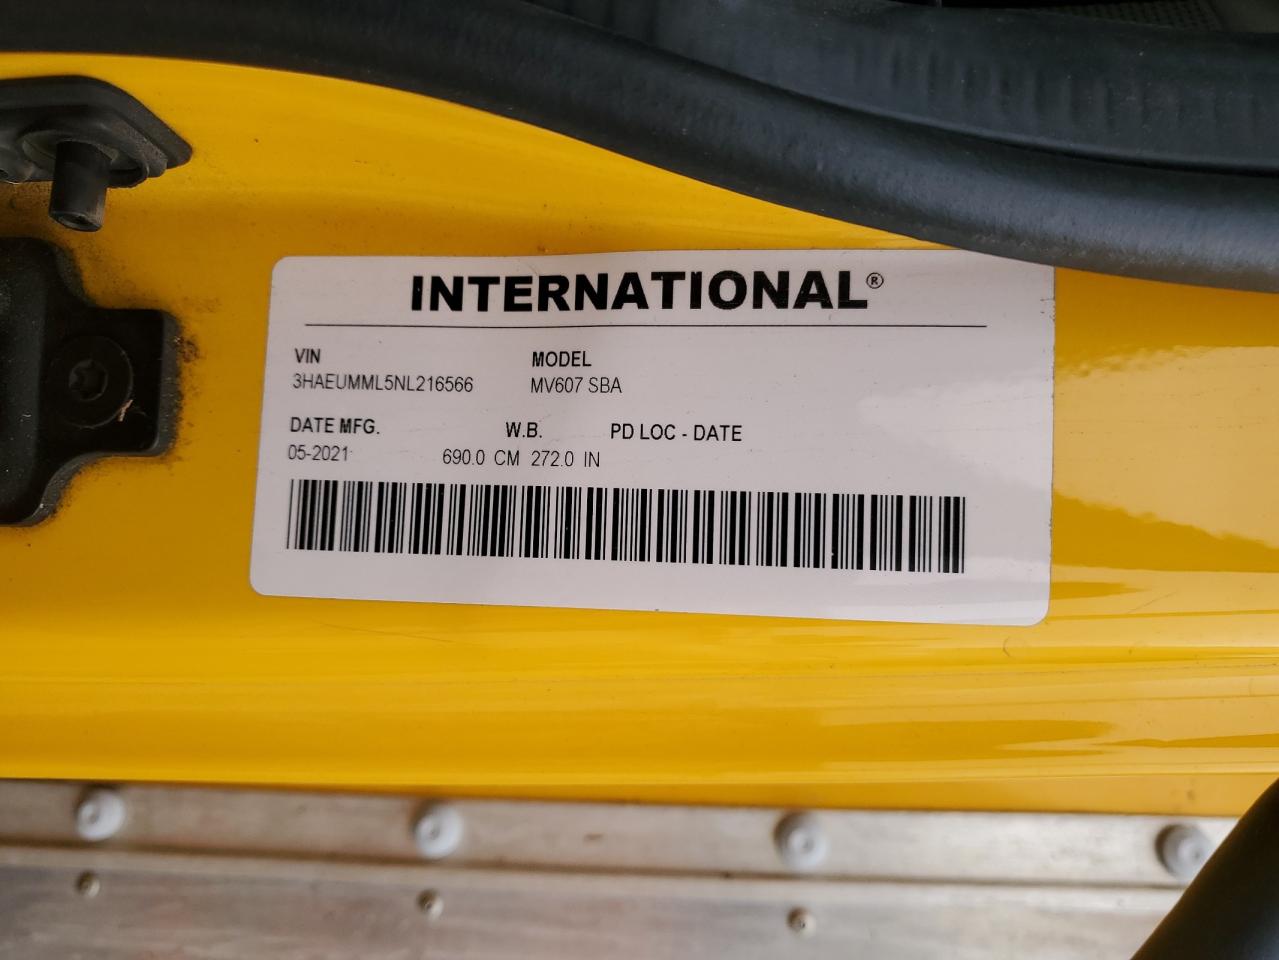 INTERNATIONAL®
VIN MODEL
3HAEUMML5NL216566 MV607 SBA
DATE MFG. W.B. PD LOC - DATE
05-2021 690.0 CM 272.0 IN